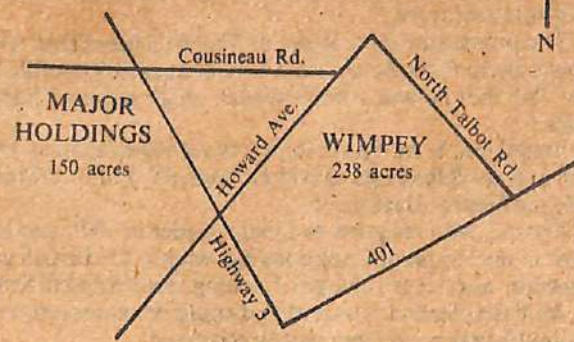 N
Cousineau Rd.
North Talbot Rd.
MAJOR
HOLDINGS
150 acres
Howard Ave.
WIMPEY
238 acres
Highway 3
401